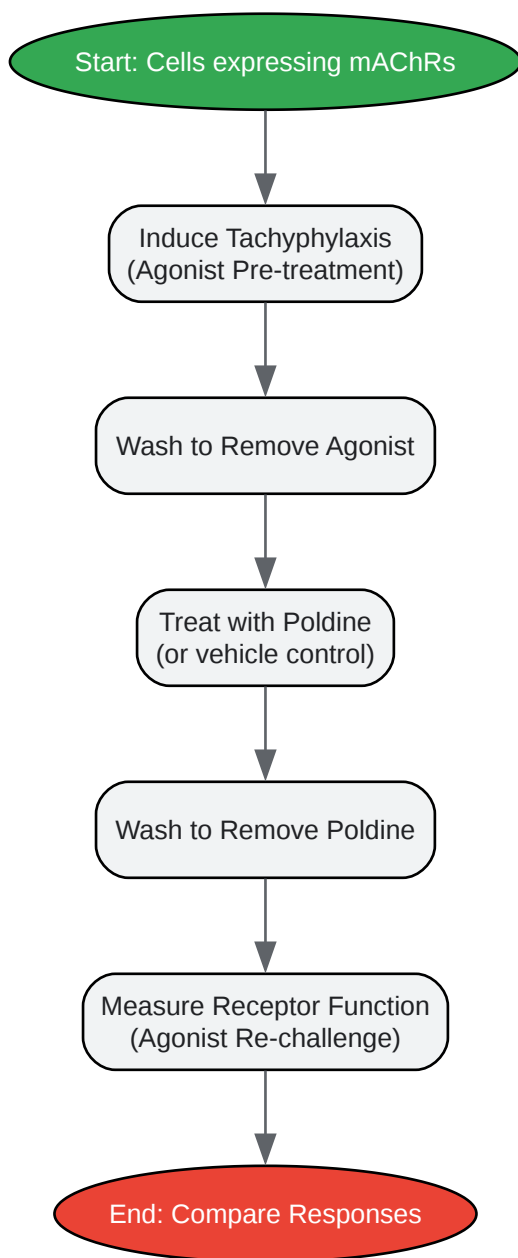 Start: Cells expressing mAChRs
Induce Tachyphylaxis
(Agonist Pre-treatment)
Wash to Remove Agonist
Treat with Poldine
(or vehicle control)
Wash to Remove Poldine
Measure Receptor Function
(Agonist Re-challenge)
End: Compare Responses